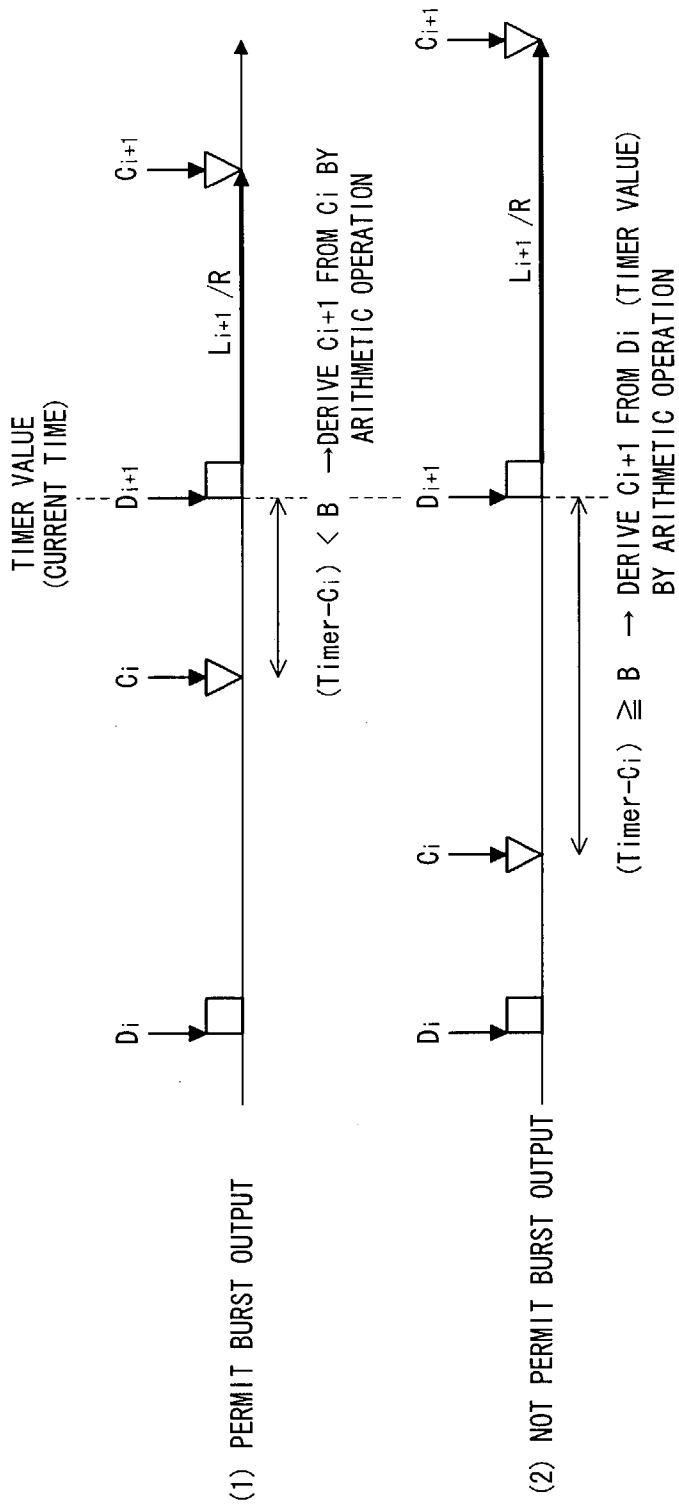 TIMER VALUE
(CURRENT TIME)
(1) PERMIT BURST OUTPUT
Di
Ci
Di+1
Ci+1
Li+1 /R
(Timer-Ci) < B →DERIVE Ci+1 FROM Ci BY
ARITHMETIC OPERATION
(2) NOT PERMIT BURST OUTPUT
Di
Ci
Di+1
Ci+1
Li+1 /R
(Timer-Ci) ≧ B → DERIVE Ci+1 FROM Di (TIMER VALUE)
BY ARITHMETIC OPERATION